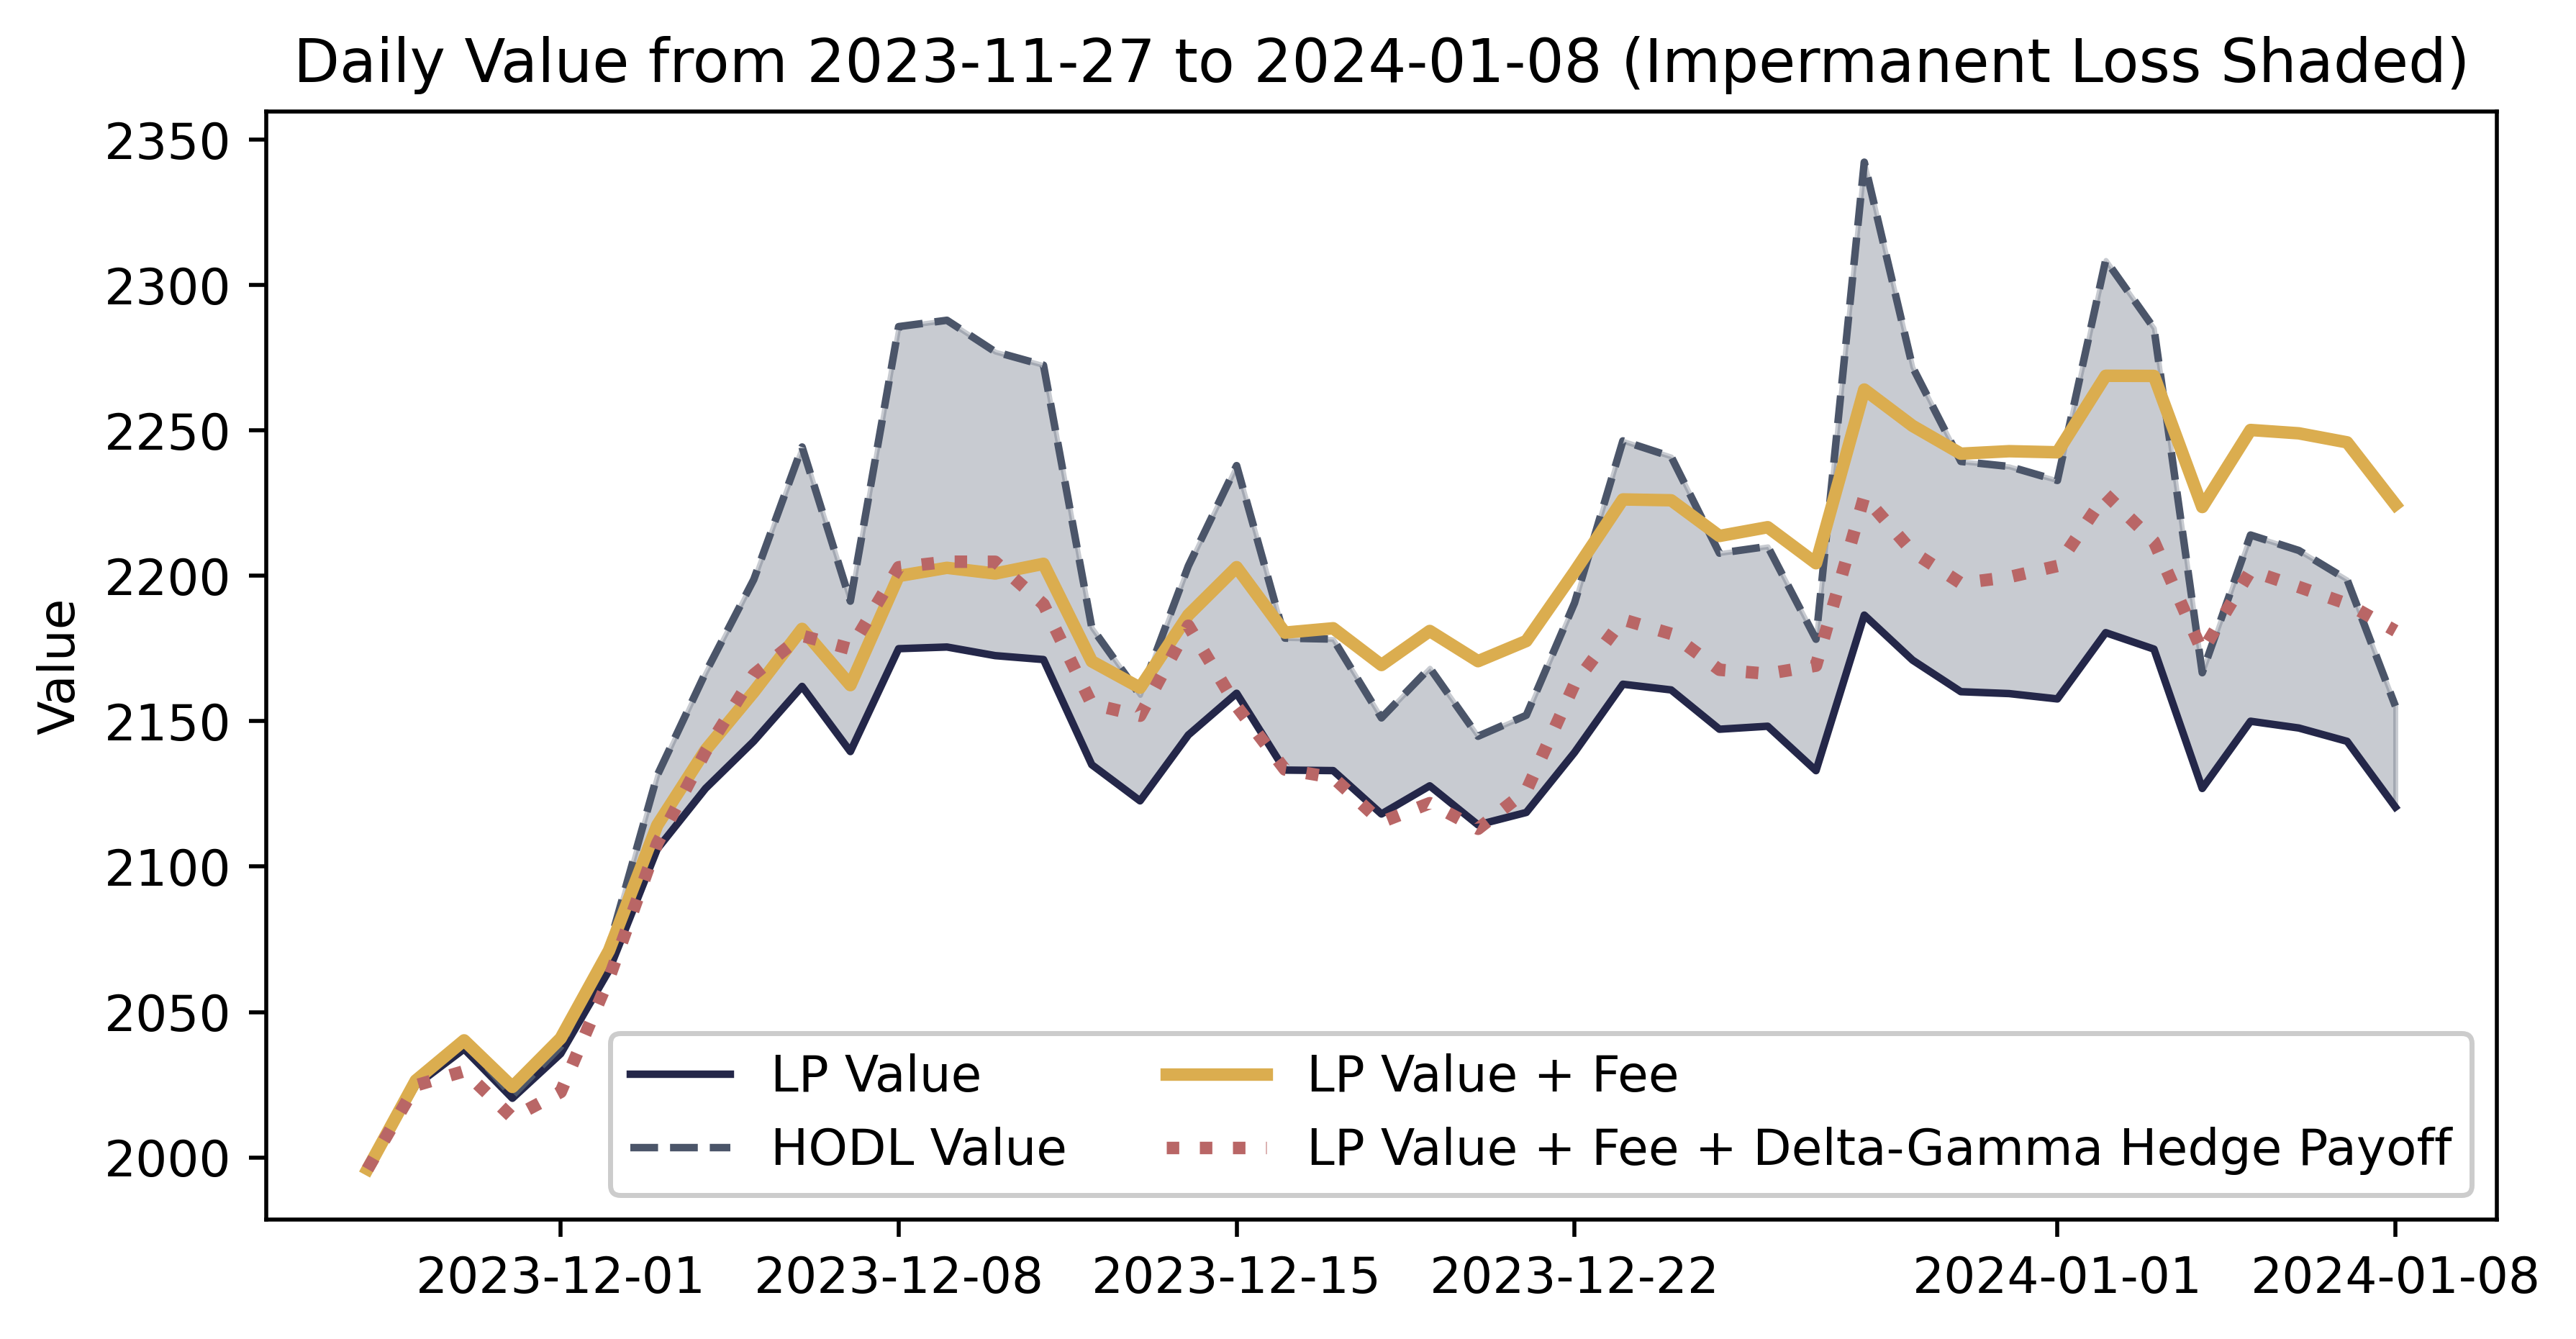 Daily Value from 2023-11-27 to 2024-01-08 (Impermanent Loss Shaded)
Value
2350
2300
2250
2200
2150
2100
2050
2000
LP Value
HODL Value
LP Value + Fee
LP Value + Fee + Delta-Gamma Hedge Payoff
2023-12-01
2023-12-08
2023-12-15
2023-12-22
2024-01-01
2024-01-08